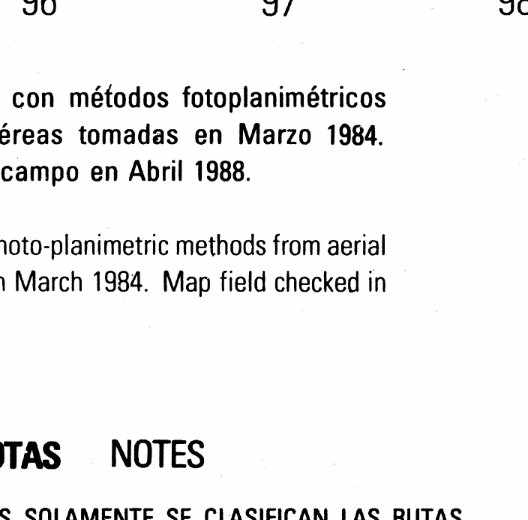 96 97 98
con métodos fotoplanimétricos
éreas tomadas en Marzo 1984.
campo en Abril 1988.
hoto-planimetric methods from aerial
n March 1984. Map field checked in
OTAS NOTES
S SOLAMENTE SE CLASIFICAN LAS RUTAS